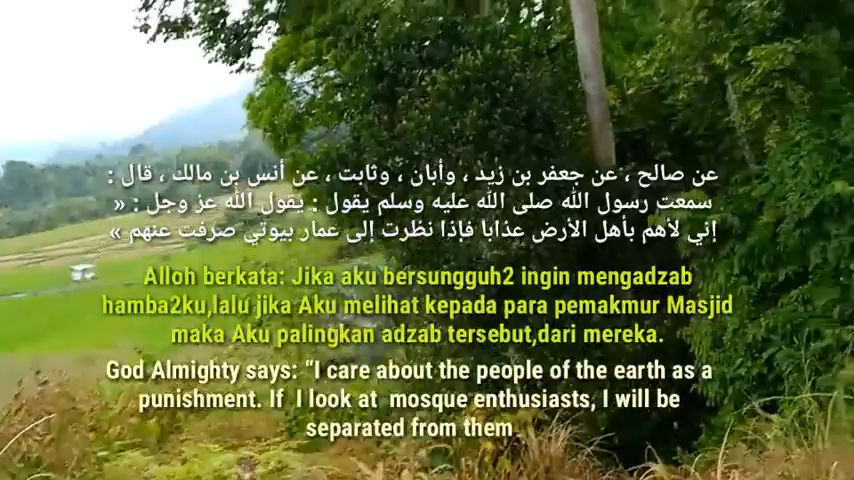 عن صالح ، عن جعفر بن زيد ، وأبان ، وثابت ، عن أنس بن مالك ، قال :
سمعت رسول الله صلى الله عليه وسلم يقول : يقول الله عز وجل : «
إني لأهم بأهل الأرض عذابا فإذا نظرت إلى عمار بيوتي صرفت عنهم »
Alloh berkata: Jika aku bersungguh2 ingin mengadzab
hamba2ku,lalu jika Aku melihat kepada para pemakmur Masjid
maka Aku palingkan adzab tersebut,dari mereka.
God Almighty says: “I care about the people of the earth as a
punishment. If I look at mosque enthusiasts, I will be
separated from them